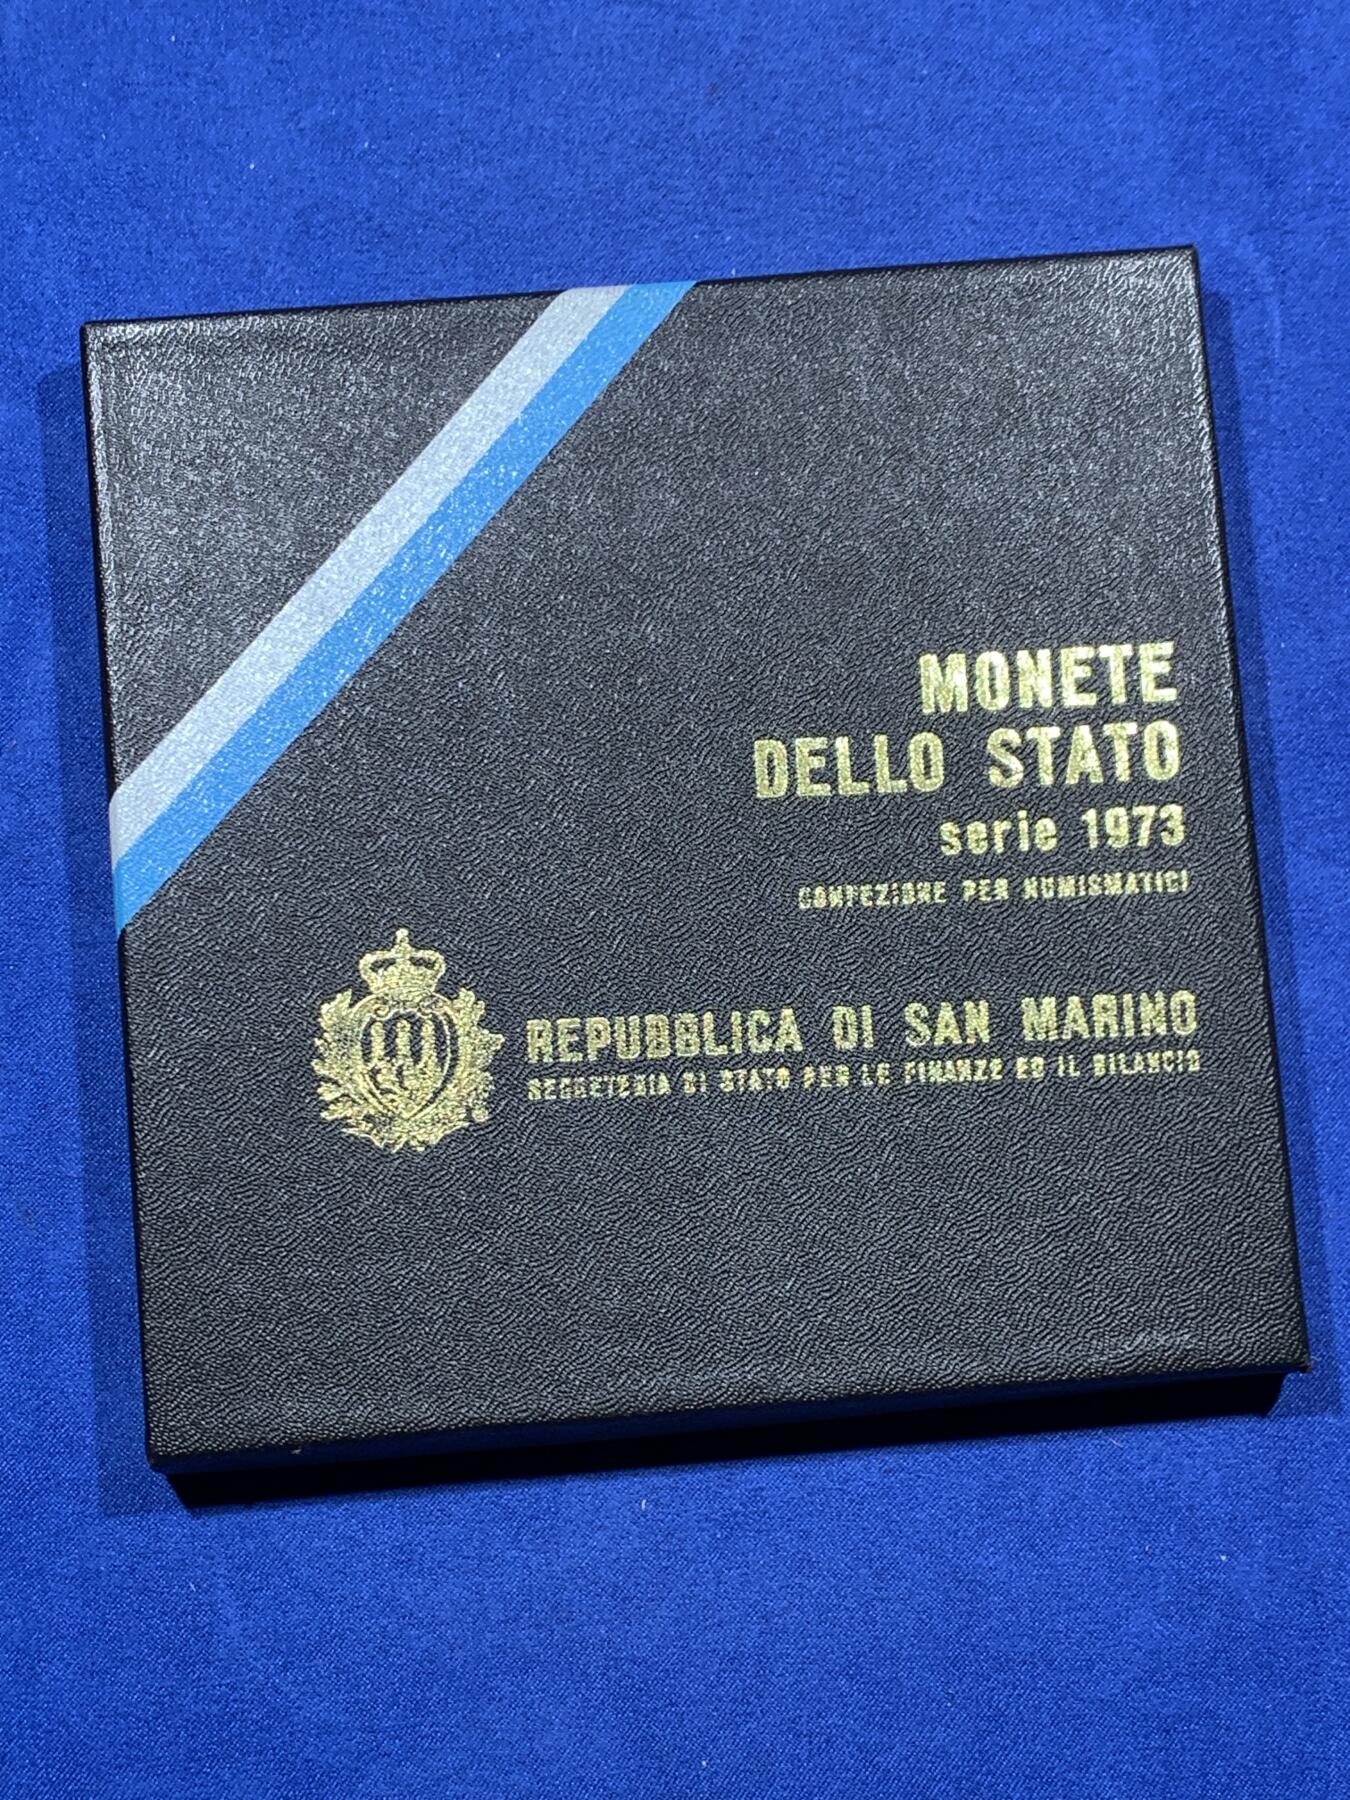 MONETE
DELLO STATO
serie 1973
CONFEZIONE PER NUMISMATICI
REPUBBLICA DI SAN MARINO
SEGRETERIA DI STATO PER LE FINANZE ED IL BILANCIO